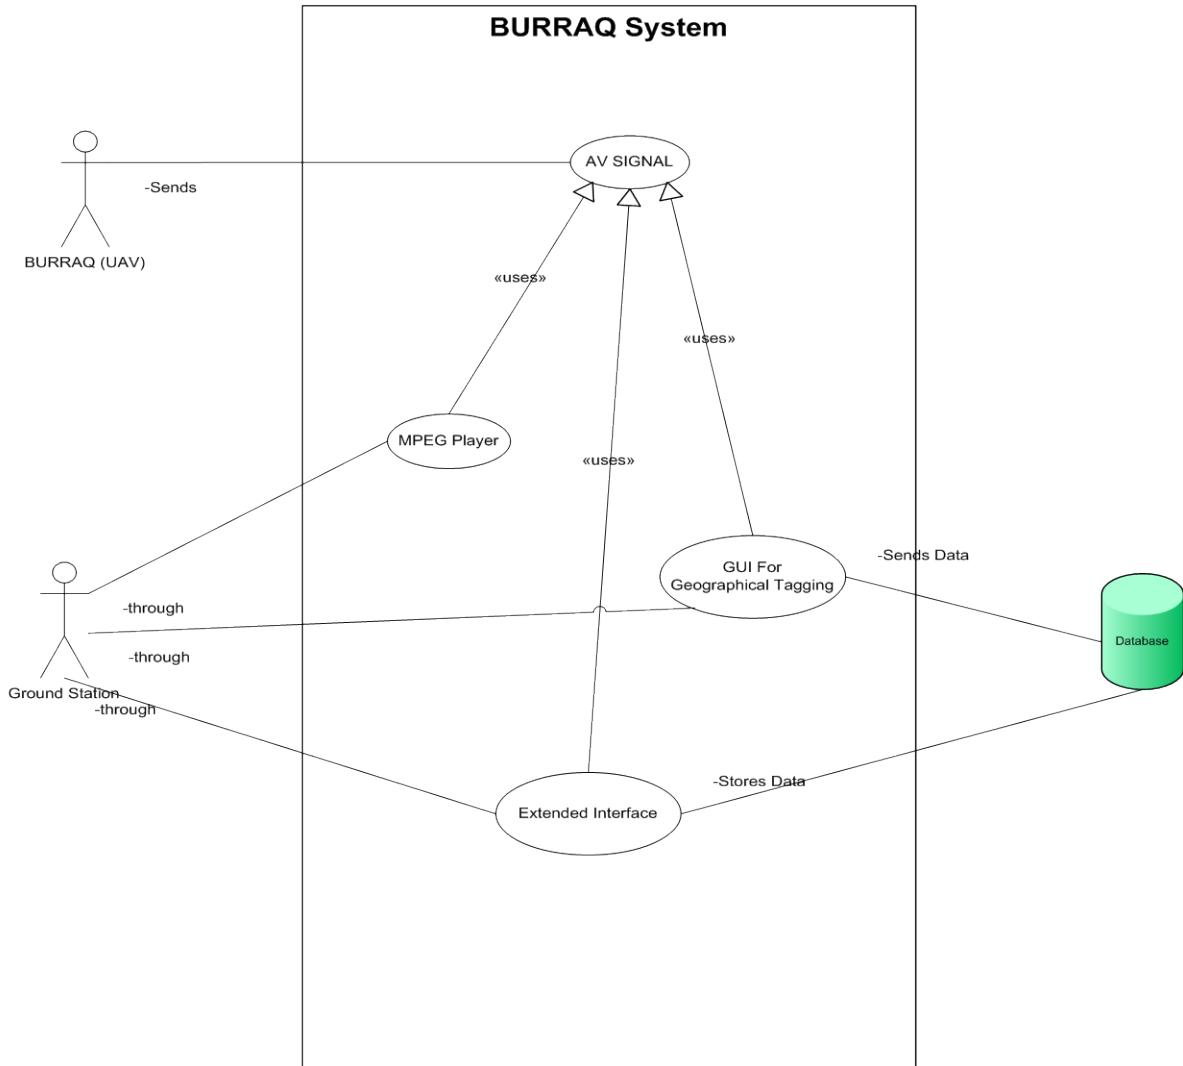 BURRAQ System
AV SIGNAL
-Sends
BURRAQ (UAV)
«uses»
«uses»
MPEG Player
«uses»
-Sends Data
GUI For
Geographical Tagging
-through
Database
-through
Ground Station
-through
-Stores Data
Extended Interface